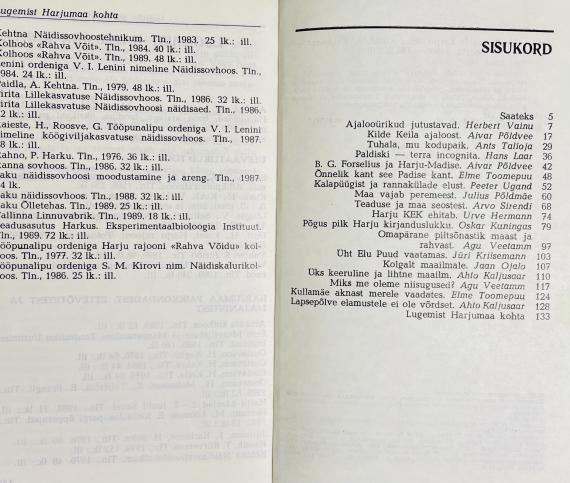 Lugemist Harjumaa kohta
Kehtna Näidissovhoostehnikum. Tln., 1983. 25 lk.: ill.
Kolhoos «Rahva Võit». Tln., 1984. 40 lk.: ill.
Kolhoos «Rahva Võit». Tln., 1989. 48 lk.: ill.
Lenini ordeniga V. I. Lenini nimeline Näidissovhoos. Tln.,
1984. 24 lk.: ill.
Paidla, A. Kehtna. Tln., 1979. 48 lk.: ill.
Pirita Lillekasvatuse Näidissovhoos. Tln., 1986. 32 lk.: ill.
Pirita Lillekasvatuse Näidissovhoosi näidisaed. Tln., 1986.
2 lk.: ill.
Raieste, H., Roosve, G. Tööpunalipu ordeniga V. I. Lenini
nimeline köögiviljakasvatuse näidissovhoos. Tln., 1987.
8 lk.: ill.
Rahno, P. Harku. Tln., 1976. 36 lk.: ill.
Ranna sovhoos. Tln., 1986. 32 lk.: ill.
Saku näidissovhoosi moodustamine ja areng. Tln., 1987.
4 lk.
Saku näidissovhoos. Tln., 1988. 32 lk.: ill.
Saku Õlletehas. Tln., 1989. 25 lk.: ill.
Tallinna Linnuvabrik. Tln., 1989. 18 lk.: ill.
Teadusasutus Harkus. Eksperimentaalbioloogia Instituut.
Tln., 1989. 72 lk.: ill.
Tööpunalipu ordeniga Harju rajooni «Rahva Võidu» kol-
hoos. Tln., 1977. 32 lk.: ill.
Tööpunalipu ordeniga S. M. Kirovi nim. Näidiskalurikol-
hoos. Tln., 1986. 25 lk.: ill.
SISUKORD
Saateks 5
Ajalooürikud jutustavad. Herbert Vainu 7
Kilde Keila ajaloost. Aivar Põldvee 17
Tuhala, mu kodupaik. Ants Talioja 29
Paldiski — terra incognita. Hans Laar 36
B. G. Forselius ja Harju-Madise. Aivar Põldvee 42
Õnnelik kant see Padise kant. Elme Toomepuu 48
Kalapüügist ja rannakülade elust. Peeter Ugand 52
Maa vajab peremeest. Julius Põldmäe 60
Teaduse ja maa seostest. Arvo Sirendi 68
Harju KEK ehitab. Urve Hermann 74
Põgus pilk Harju kirjanduslukku. Oskar Kuningas 79
Omapärane piltsõnastik maast ja
rahvast. Agu Veetamm 97
Üht Elu Puud vaatamas. Jüri Kriisemann 103
Kolgalt maailmale. Jaan Ojalo 107
Üks keeruline ja lihtne maailm. Ahto Kaljusaar 110
Miks me oleme niisugused? Agu Veetamm 117
Kullamäe aknast merele vaadates. Elme Toomepuu 124
Lapsepõlve elamustele ei ole võrdset. Ahto Kaljusaar 128
Lugemist Harjumaa kohta 133